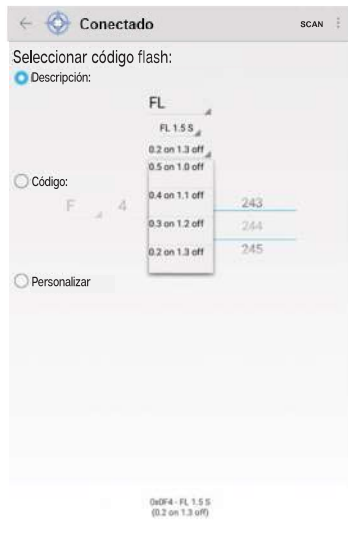 ← Conectado SCAN
Seleccionar código flash:
Descripción:
FL
FL 1.5 S
0.2 on 1.3 off
0.5 on 1.0 off
Código:
0.4 on 1.1 off
F 4 243
0.3 on 1.2 off 244
0.2 on 1.3 off 245
Personalizar
0x0F4 - FL 1.5 S
(0.2 on 1.3 off)